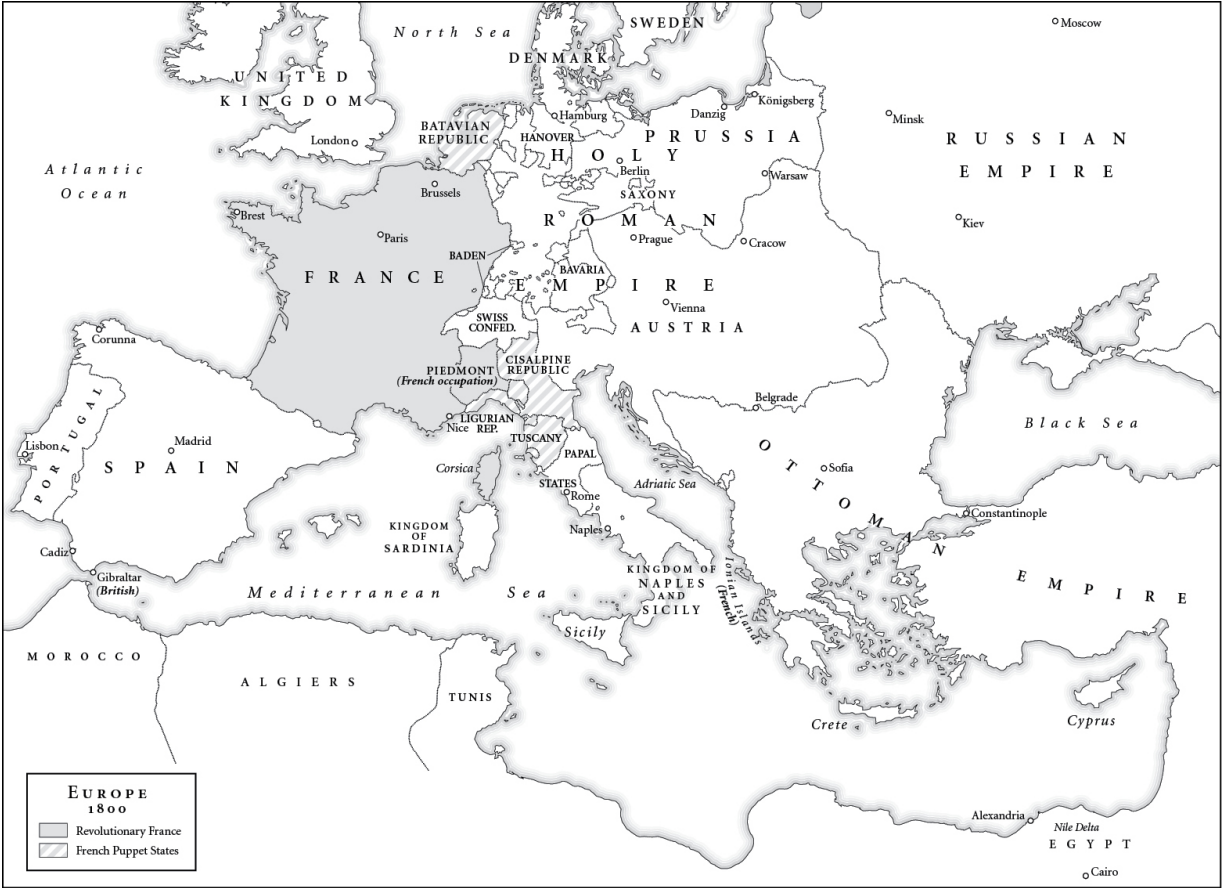 North Sea
SWEDEN
DENMARK
Moscow
UNITED
KINGDOM
London
BATAVIAN
REPUBLIC
Hamburg
HANOVER
Danzig
Königsberg
PRUSSIA
Minsk
RUSSIAN
EMPIRE
Atlantic
Ocean
HOLY
Berlin
Brussels
SAXONY
Warsaw
Brest
Paris
ROMAN
Prague
Cracow
Kiev
FRANCE
BADEN
BAVARIA
EMPIRE
Vienna
AUSTRIA
SWISS
CONFED.
Corunna
PIEDMONT
(French occupation)
CISALPINE
REPUBLIC
Belgrade
Black Sea
Nice
LIGURIAN
REP.
TUSCANY
PAPAL
STATES
Rome
PORTUGAL
Lisbon
Madrid
SPAIN
Corsica
Adriatic Sea
Sofia
OTTOMAN
EMPIRE
Constantinople
Naples
KINGDOM
OF
SARDINIA
Cadiz
Gibraltar
(British)
Mediterranean Sea
KINGDOM OF
NAPLES
AND
SICILY
Ionian Islands
(French)
Sicily
MOROCCO
ALGIERS
TUNIS
Crete
Cyprus
EUROPE
1800
Revolutionary France
French Puppet States
Alexandria
Nile Delta
EGYPT
Cairo